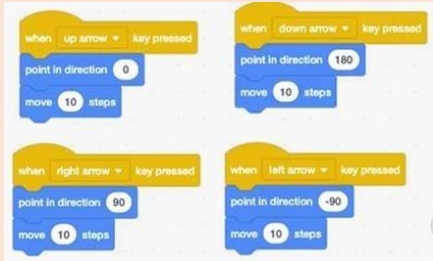 when up arrow key pressed
point in direction 0
move 10 steps
when down arrow key pressed
point in direction 180
move 10 steps
when right arrow key pressed
point in direction 90
move 10 steps
when left arrow key pressed
point in direction -90
move 10 steps